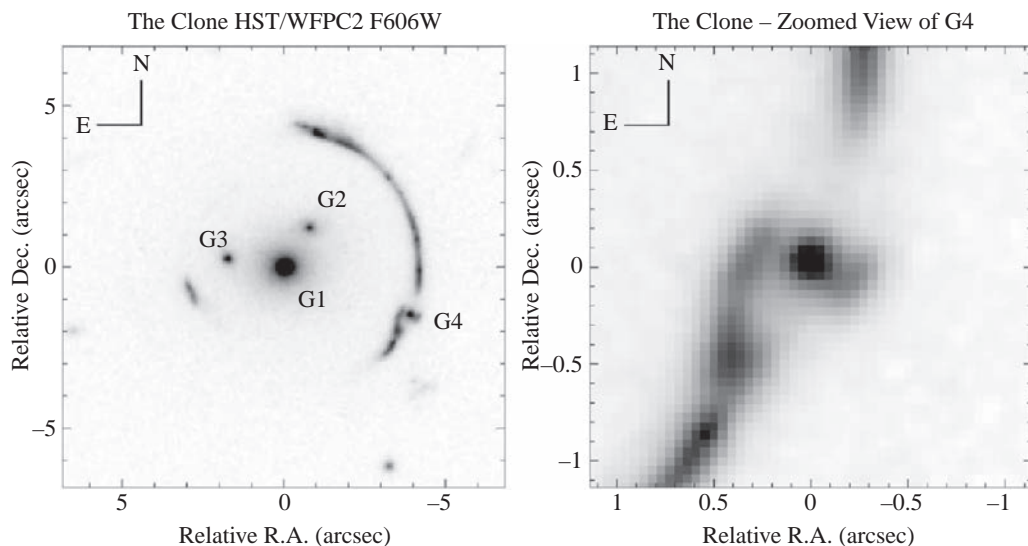 The Clone HST/WFPC2 F606W
N
E
5
0
–5
G2
G3
G1
G4
5
0
–5
Relative Dec. (arcsec)
Relative R.A. (arcsec)
The Clone – Zoomed View of G4
N
E
1
0.5
0
–0.5
–1
1
0.5
0
–0.5
–1
Relative Dec. (arcsec)
Relative R.A. (arcsec)